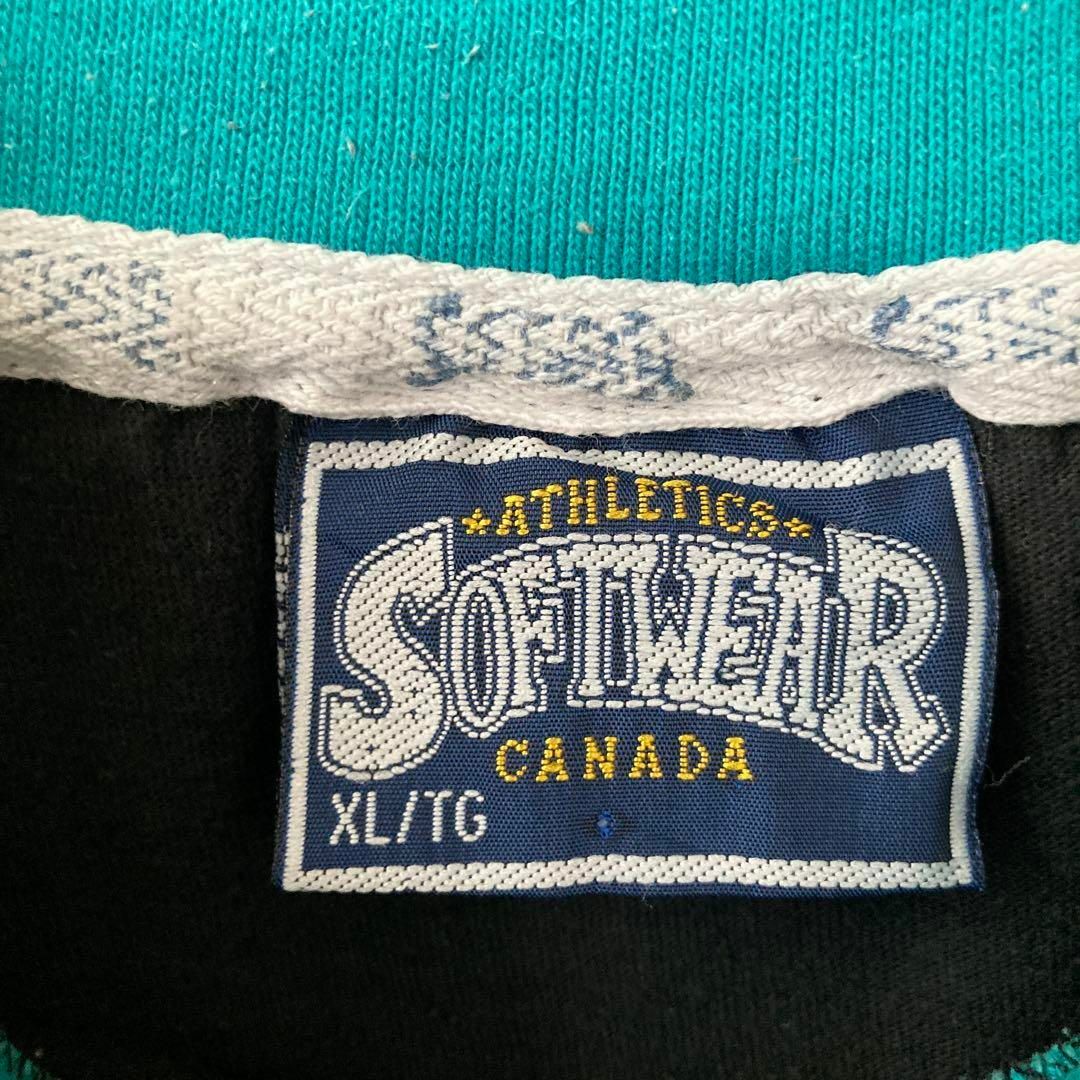 ★ATHLETICS★
SOFTWEAR
CANADA
XL/TG